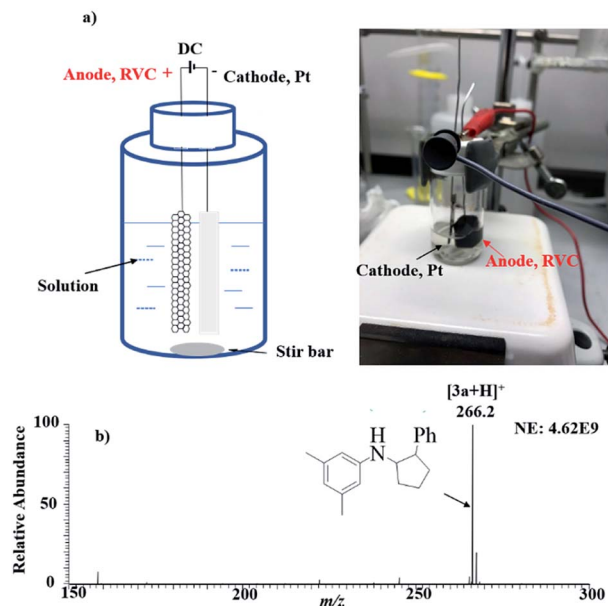 a)
DC
Anode, RVC + - Cathode, Pt
Solution
Stir bar
Cathode, Pt
Anode, RVC
b)
[3a+H]+
266.2
NE: 4.62E9
H
N
Ph
Relative Abundance
100
50
0
150 200 250 300
m/z